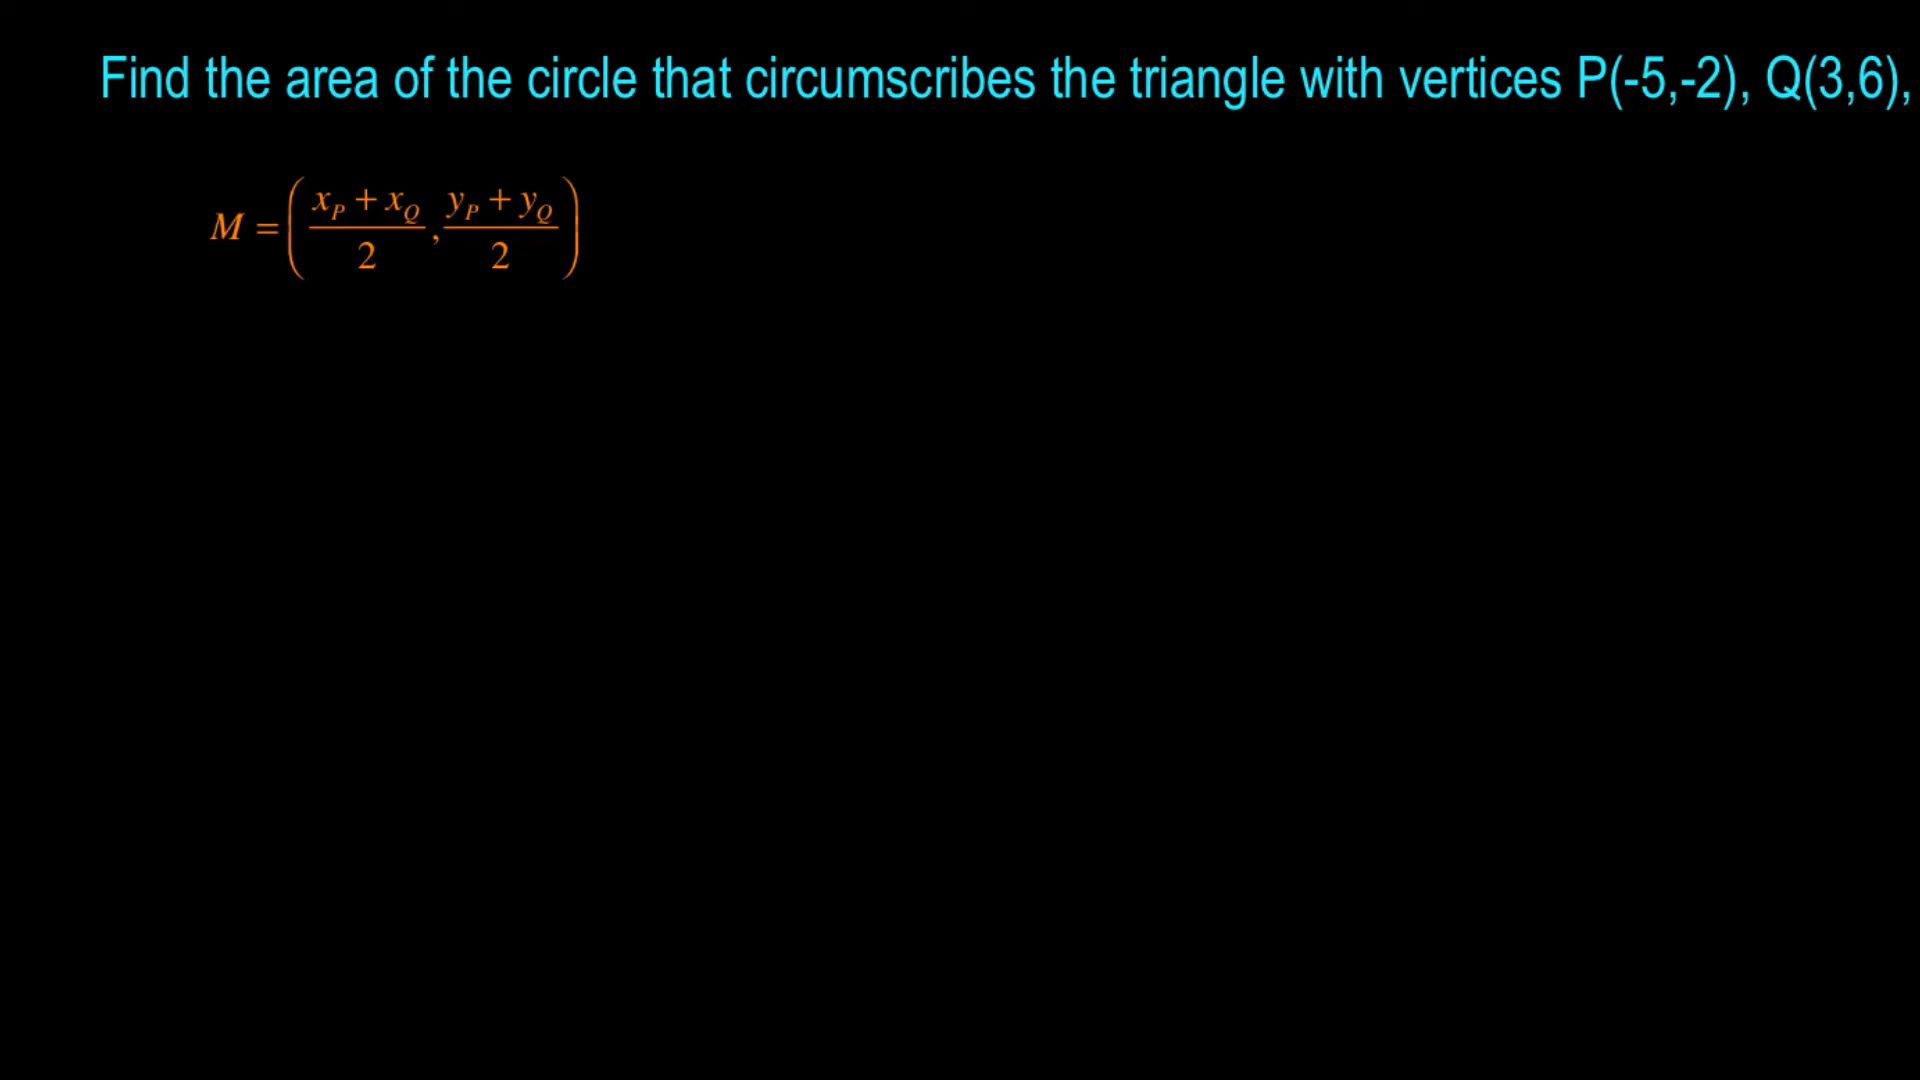 Find the area of the circle that circumscribes the triangle with vertices P(-5,-2), Q(3,6),
M = ( (x_P + x_Q)/2 , (y_P + y_Q)/2 )